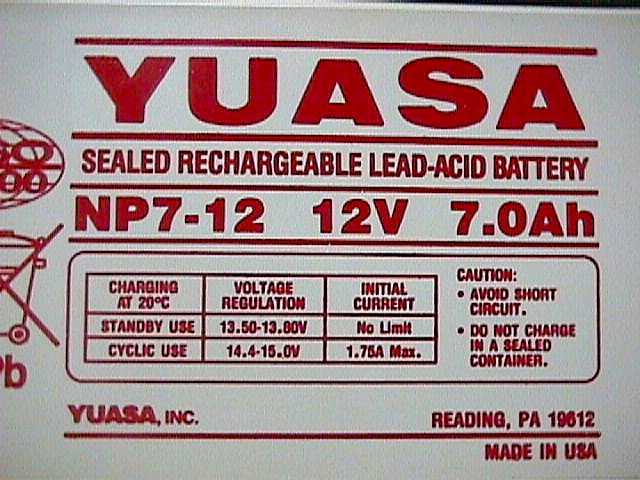 YUASA
SEALED RECHARGEABLE LEAD-ACID BATTERY
NP7-12 12V 7.0Ah
CHARGING AT 20°C VOLTAGE REGULATION INITIAL CURRENT
STANDBY USE 13.50-13.80V No Limit
CYCLIC USE 14.4-15.0V 1.75A Max.
CAUTION:
• AVOID SHORT
CIRCUIT.
• DO NOT CHARGE
IN A SEALED
CONTAINER.
Pb
YUASA, INC.
READING, PA 19612
MADE IN USA